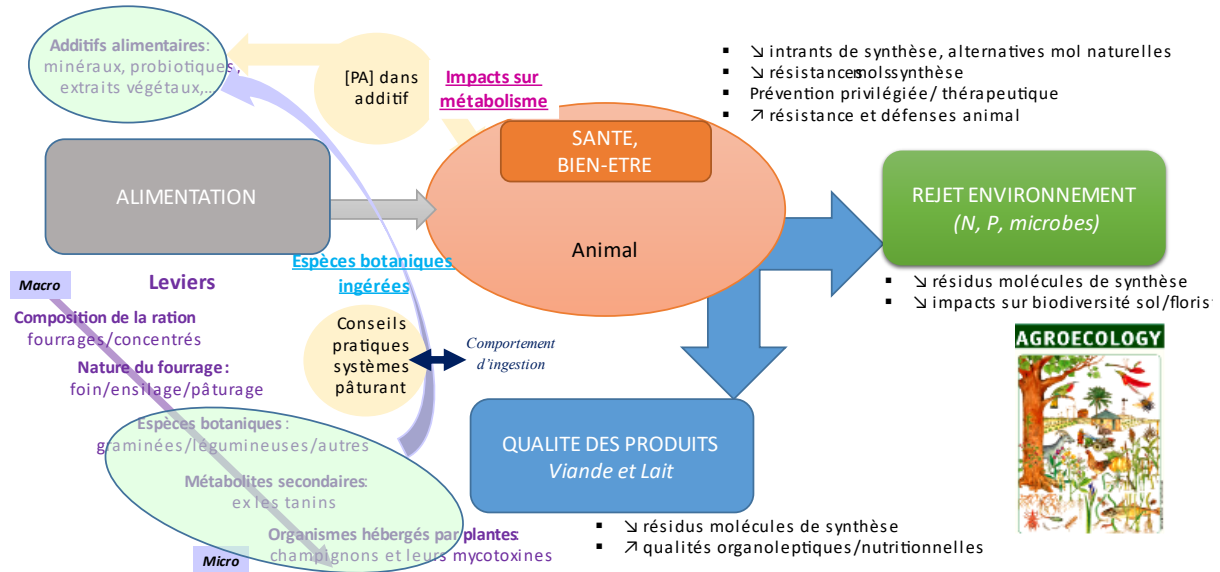 Additifs alimentaires:
minéraux, probiotiques,
extraits végétaux,…
[PA] dans
additif
Impacts sur
métabolisme
▪ ↘ intrants de synthèse, alternatives mol naturelles
▪ ↘ résistances mols synthèse
▪ Prévention privilégiée/ thérapeutique
▪ ↗ résistance et défenses animal
ALIMENTATION
SANTE,
BIEN-ETRE
Animal
REJET ENVIRONNEMENT
(N, P, microbes)
▪ ↘ résidus molécules de synthèse
▪ ↘ impacts sur biodiversité sol/floris
Macro
Leviers
Espèces botaniques
ingérées
Composition de la ration
fourrages/concentrés
Nature du fourrage:
foin/ensilage/pâturage
Conseils
pratiques
systèmes
pâturant
Comportement
d'ingestion
AGROECOLOGY
Espèces botaniques :
graminées/légumineuses/autres
Métabolites secondaires:
ex les tanins
Organismes hébergés par plantes:
champignons et leurs mycotoxines
Micro
QUALITE DES PRODUITS
Viande et Lait
▪ ↘ résidus molécules de synthèse
▪ ↗ qualités organoleptiques/nutritionnelles